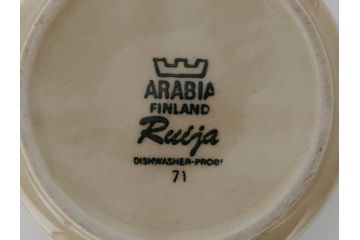 ARABIA
FINLAND
Ruija
DISHWASHER-PROOF
71